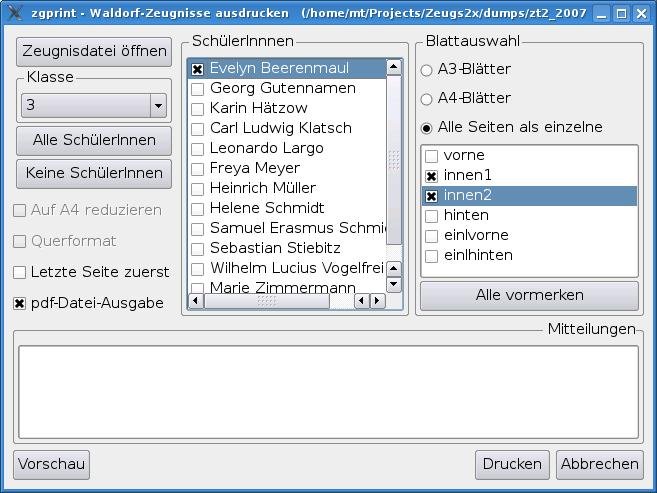 zgprint - Waldorf-Zeugnisse ausdrucken (/home/mt/Projects/Zeugs2x/dumps/zt2_2007
Zeugnisdatei öffnen
Klasse
3
Alle SchülerInnen
Keine SchülerInnen
Auf A4 reduzieren
Querformat
Letzte Seite zuerst
pdf-Datei-Ausgabe
SchülerInnnen
Evelyn Beerenmaul
Georg Gutennamen
Karin Hätzow
Carl Ludwig Klatsch
Leonardo Largo
Freya Meyer
Heinrich Müller
Helene Schmidt
Samuel Erasmus Schmi
Sebastian Stiebitz
Wilhelm Lucius Vogelfrei
Marie Zimmermann
Blattauswahl
A3-Blätter
A4-Blätter
Alle Seiten als einzelne
vorne
innen1
innen2
hinten
einlvorne
einlhinten
Alle vormerken
Mitteilungen
Vorschau
Drucken
Abbrechen